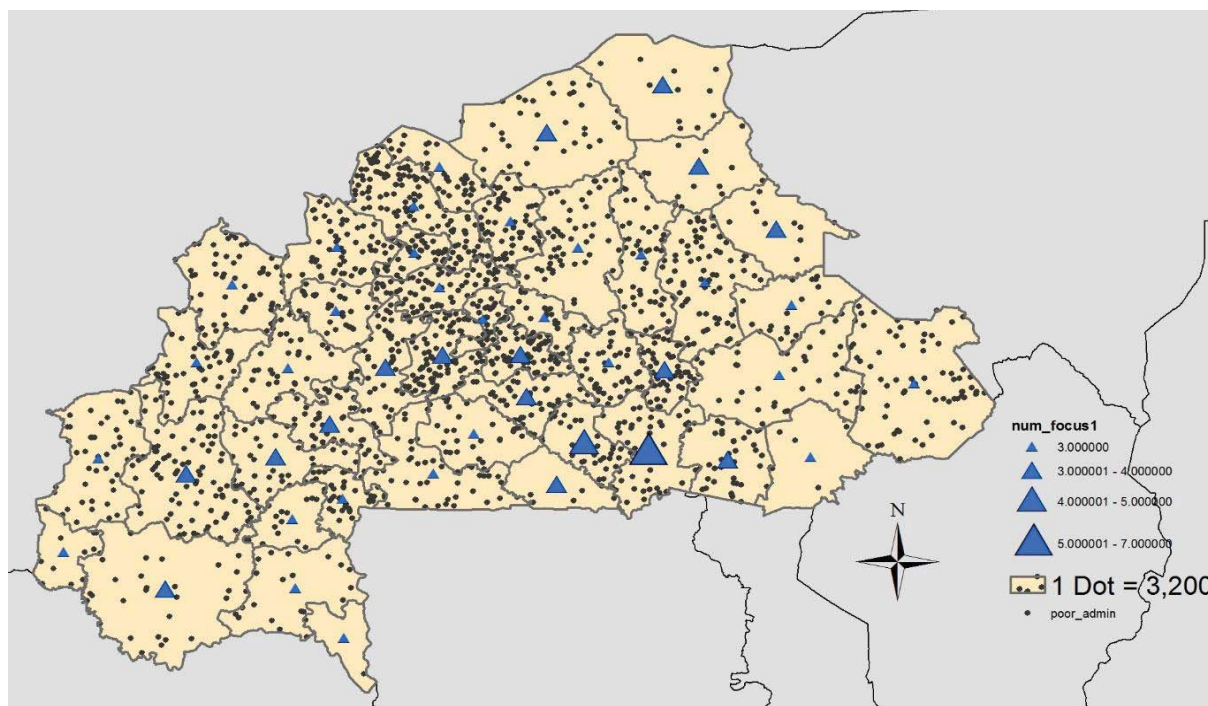 num_focus1
3.000000
3.000001 - 4.000000
4.000001 - 5.000000
5.000001 - 7.000000
N
1 Dot = 3,200
poor_admin